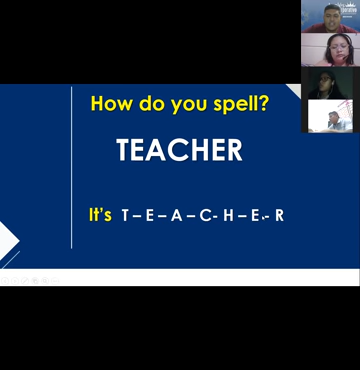 How do you spell?
TEACHER
It's T – E – A – C- H – E - R